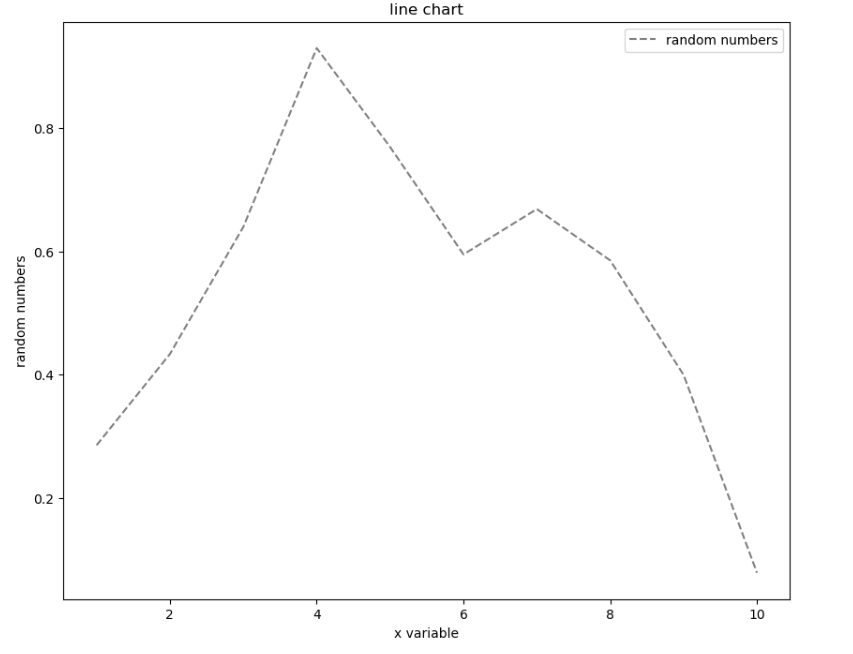 line chart
random numbers
0.8
0.6
0.4
0.2
random numbers
2 4 6 8 10
x variable